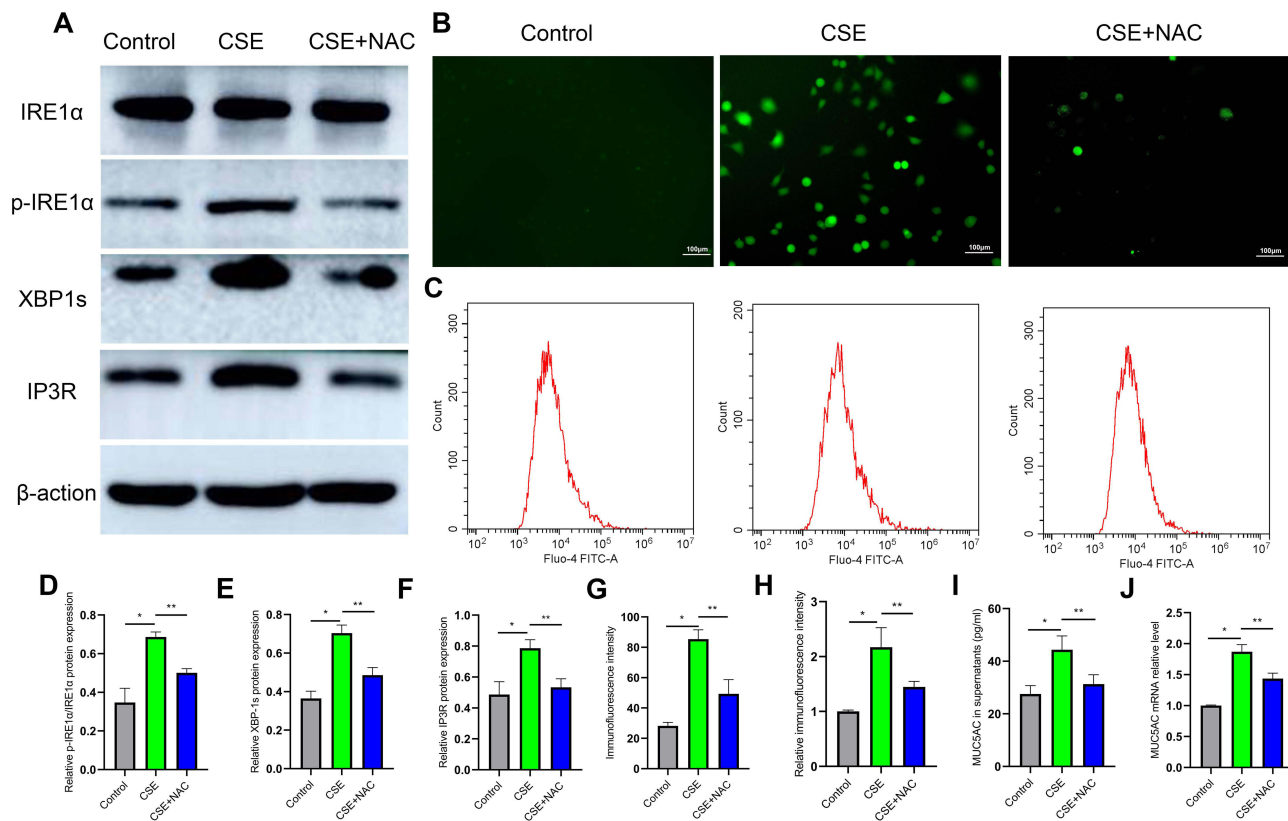 A
Control CSE CSE+NAC
IRE1α
p-IRE1α
XBP1s
IP3R
β-action
B
Control CSE CSE+NAC
100μm 100μm 100μm
C
Count
0 100 200 300
10² 10³ 10⁴ 10⁵ 10⁶ 10⁷
Fluo-4 FITC-A
Count
0 50 100 150 200
10² 10³ 10⁴ 10⁵ 10⁶ 10⁷
Fluo-4 FITC-A
Count
0 100 200 300
10² 10³ 10⁴ 10⁵ 10⁶ 10⁷
Fluo-4 FITC-A
D
Relative p-IRE1α/IRE1α protein expression
0.8
0.6
0.4
0.2
0.0
* **
Control CSE CSE+NAC
E
Relative XBP-1s protein expression
0.8
0.6
0.4
0.2
0.0
* **
Control CSE CSE+NAC
F
Relative IP3R protein expression
1.0
0.8
0.6
0.4
0.2
0.0
* **
Control CSE CSE+NAC
G
Immunofluorescence intensity
100
80
60
40
20
0
* **
Control CSE CSE+NAC
H
Relative immunofluorescence intensity
3
2
1
0
* **
Control CSE CSE+NAC
I
MUC5AC in supernatants (pg/ml)
60
40
20
0
* **
Control CSE CSE+NAC
J
MUC5AC mRNA relative level
2.5
2.0
1.5
1.0
0.5
0.0
* **
Control CSE CSE+NAC